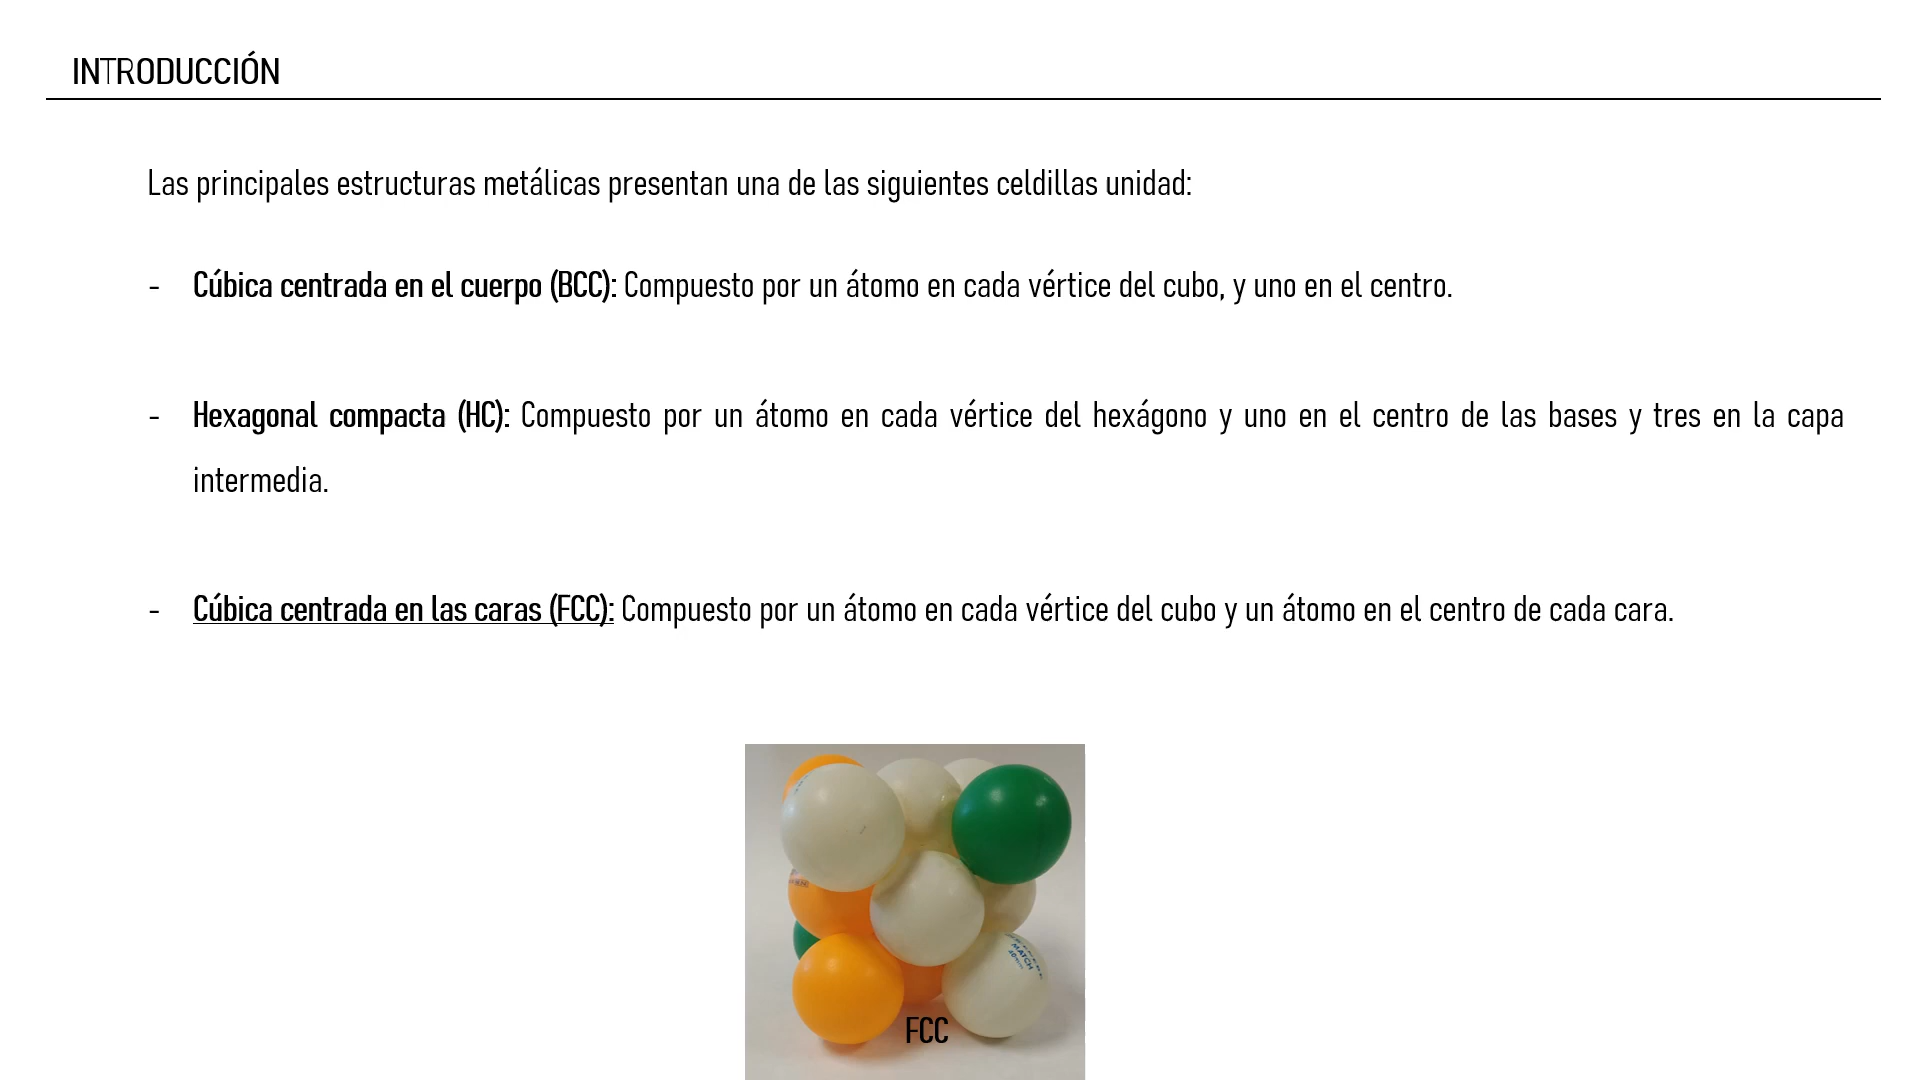 INTRODUCCIÓN
Las principales estructuras metálicas presentan una de las siguientes celdillas unidad:
- Cúbica centrada en el cuerpo (BCC): Compuesto por un átomo en cada vértice del cubo, y uno en el centro.
- Hexagonal compacta (HC): Compuesto por un átomo en cada vértice del hexágono y uno en el centro de las bases y tres en la capa
intermedia.
- Cúbica centrada en las caras (FCC): Compuesto por un átomo en cada vértice del cubo y un átomo en el centro de cada cara.
MATCH
FCC